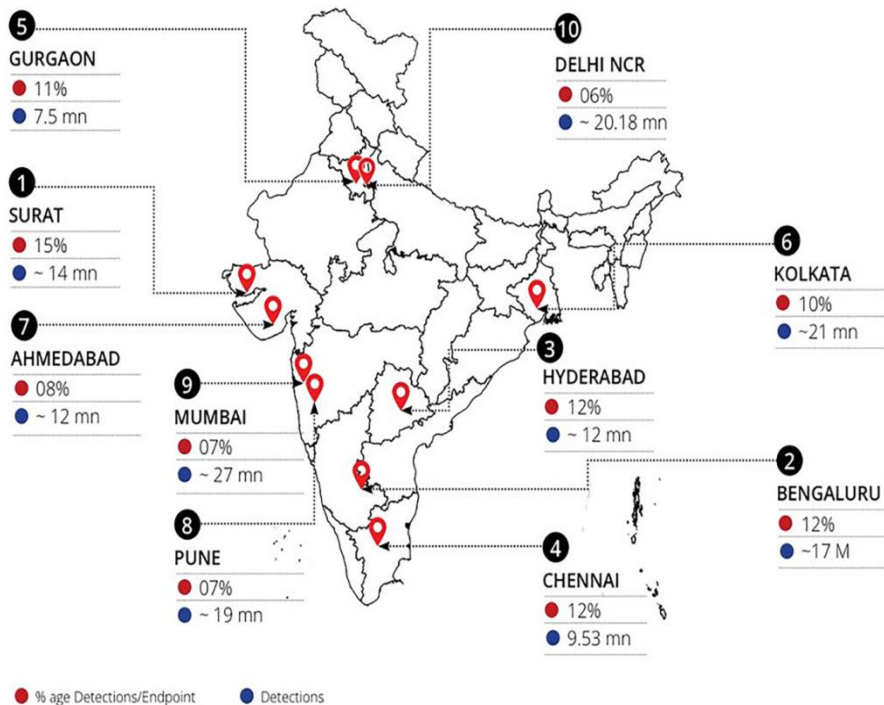 5
GURGAON
11%
7.5 mn
10
DELHI NCR
06%
~ 20.18 mn
1
SURAT
15%
~ 14 mn
6
KOLKATA
10%
~21 mn
7
AHMEDABAD
08%
~ 12 mn
3
HYDERABAD
12%
~ 12 mn
9
MUMBAI
07%
~ 27 mn
2
BENGALURU
12%
~17 M
8
PUNE
07%
~ 19 mn
4
CHENNAI
12%
9.53 mn
% age Detections/Endpoint
Detections